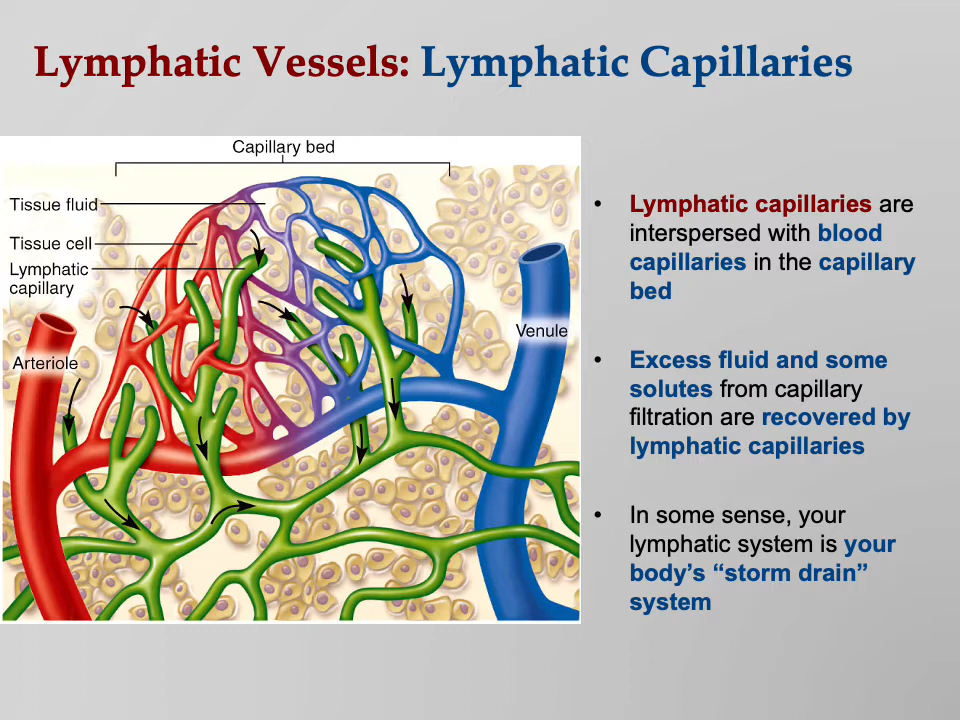 Lymphatic Vessels: Lymphatic Capillaries
Capillary bed
Tissue fluid
Tissue cell
Lymphatic
capillary
Arteriole
Venule
• Lymphatic capillaries are
interspersed with blood
capillaries in the capillary
bed
• Excess fluid and some
solutes from capillary
filtration are recovered by
lymphatic capillaries
• In some sense, your
lymphatic system is your
body’s “storm drain”
system